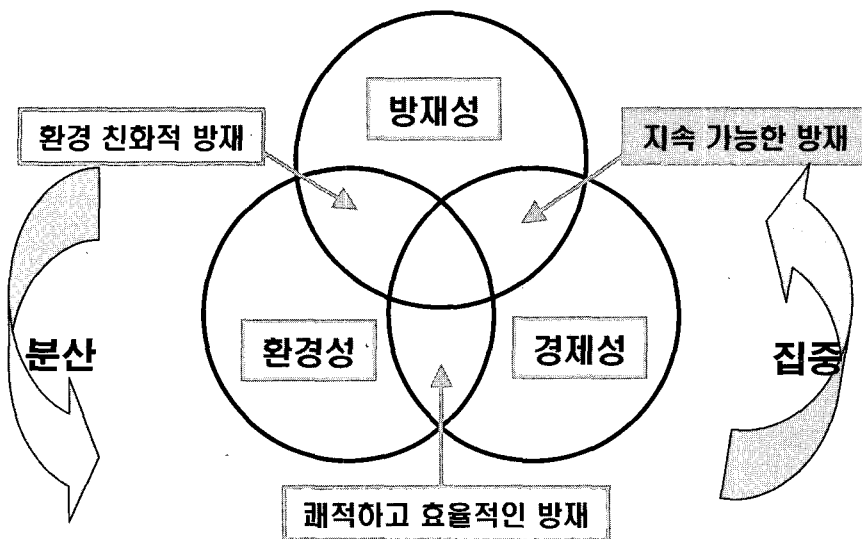 방재성
환경 친화적 방재
지속 가능한 방재
분산
환경성
경제성
집중
쾌적하고 효율적인 방재